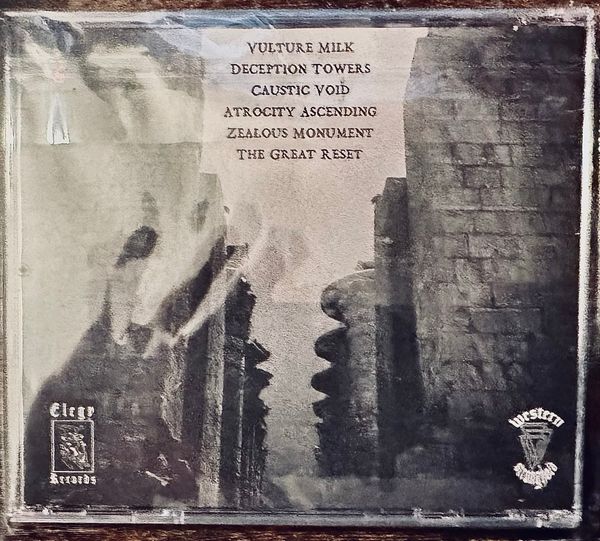 VULTURE MILK
DECEPTION TOWERS
CAUSTIC VOID
ATROCITY ASCENDING
ZEALOUS MONUMENT
THE GREAT RESET
Elegy
Records
Western